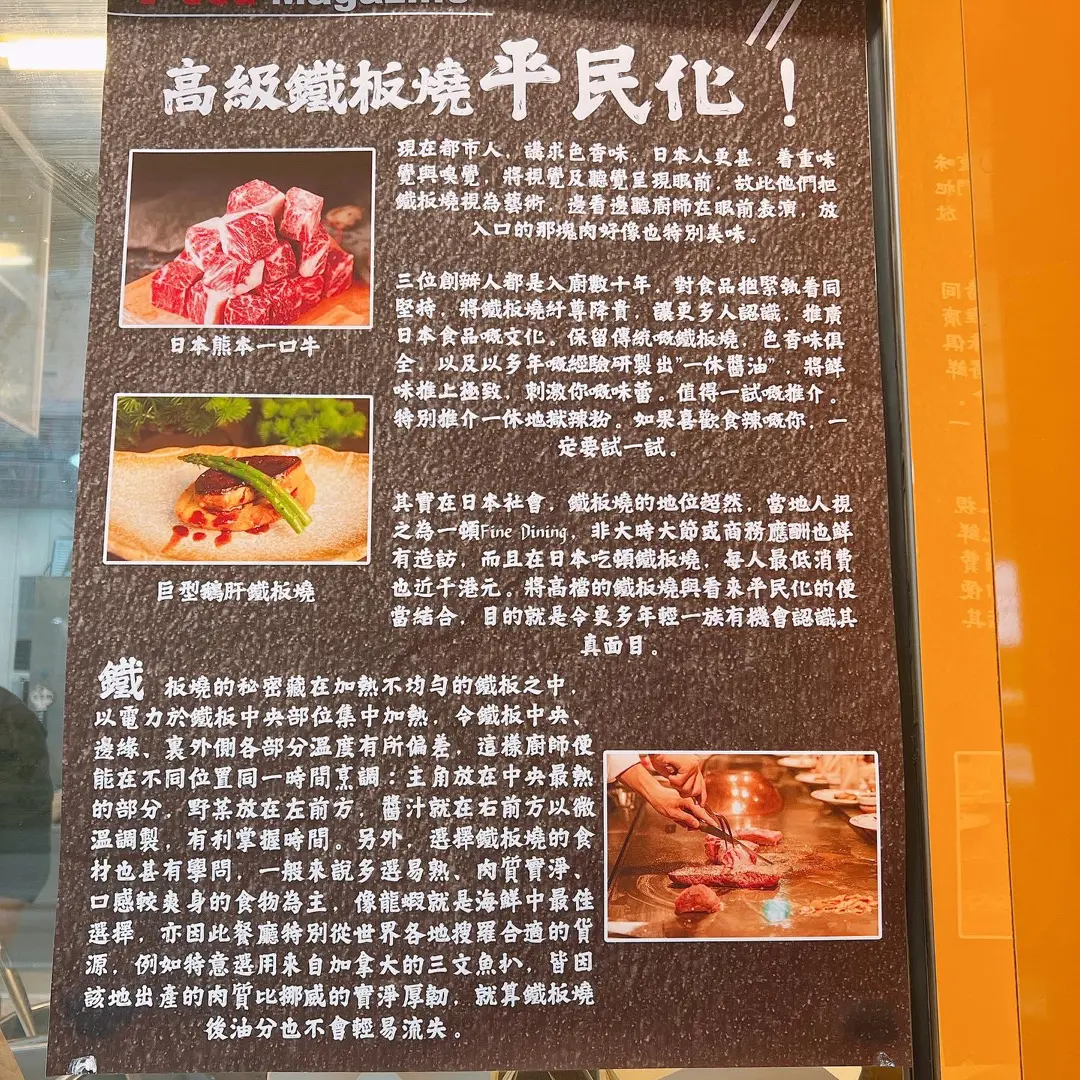 Food Magazine
高級鐵板燒平民化！
現在都市人，講求色香味，日本人更甚，着重味
覺與嗅覺，將視覺及聽覺呈現眼前，故此他們把
鐵板燒視為藝術，邊看邊聽廚師在眼前表演，放
入口的那塊肉好像也特別美味。
日本熊本一口牛
三位創辦人都是入廚數十年，對食品抱緊執着同
堅持，將鐵板燒紆尊降貴，讓更多人認識，推廣
日本食品嘅文化。保留傳統嘅鐵板燒，色香味俱
全，以及以多年嘅經驗研製出”一休醬油”，將鮮
味推上極致，刺激你嘅味蕾。值得一試嘅推介。
特別推介一休地獄辣粉。如果喜歡食辣嘅你，一
定要試一試。
巨型鵝肝鐵板燒
其實在日本社會，鐵板燒的地位超然，當地人視
之為一頓Fine Dining，非大時大節或商務應酬也鮮
有造訪，而且在日本吃頓鐵板燒，每人最低消費
也近千港元。將高檔的鐵板燒與看來平民化的便
當結合，目的就是令更多年輕一族有機會認識其
真面目。
鐵板燒的秘密藏在加熱不均勻的鐵板之中，
以電力於鐵板中央部位集中加熱，令鐵板中央、
邊緣、裏外側各部分溫度有所偏差，這樣廚師便
能在不同位置同一時間烹調：主角放在中央最熱
的部分，野菜放在左前方，醬汁就在右前方以微
溫調製，有利掌握時間。另外，選擇鐵板燒的食
材也甚有學問，一般來說多選易熟、肉質實淨、
口感較爽身的食物為主，像龍蝦就是海鮮中最佳
選擇，亦因此餐廳特別從世界各地搜羅合適的貨
源，例如特意選用來自加拿大的三文魚扒，皆因
該地出產的肉質比挪威的實淨厚韌，就算鐵板燒
後油分也不會輕易流失。